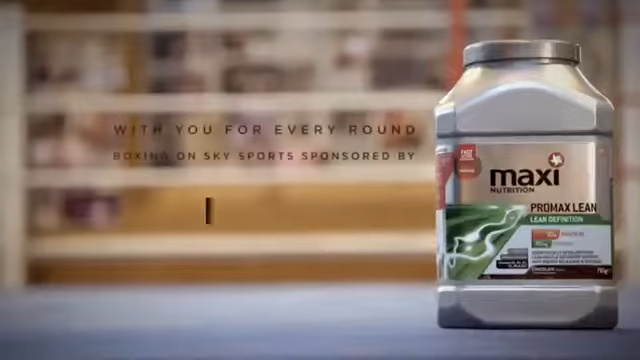 WITH YOU FOR EVERY ROUND
BOXING ON SKY SPORTS SPONSORED BY
maxi
NUTRITION
PROMAX LEAN
LEAN DEFINITION